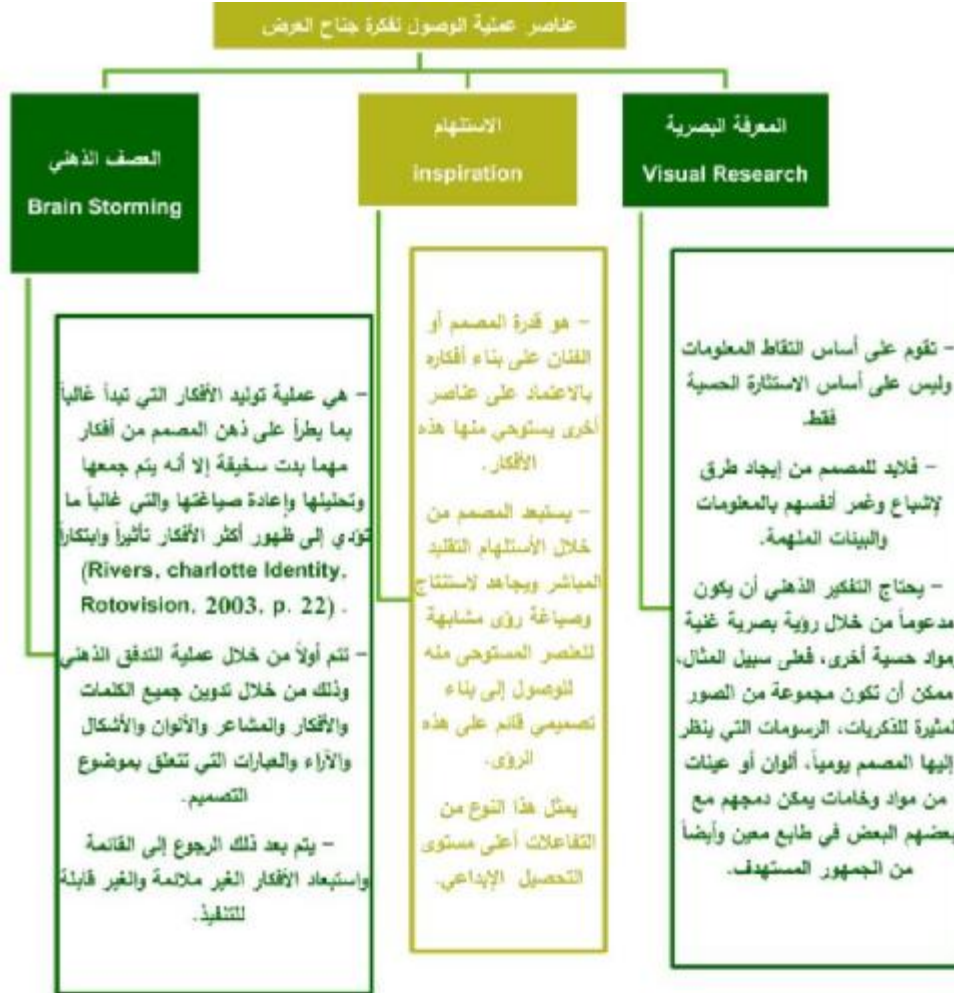 عناصر عملية الوصول لفكرة جناح العرض
المعرفة البصرية
Visual Research
– تقوم على أساس التقاط المعلومات
وليس على أساس الاستثارة الحسية
فقط.
– فلابد للمصمم من إيجاد طرق
لإشباع وغمر أنفسهم بالمعلومات
والبيئات الملهمة.
– يحتاج التفكير الذهني أن يكون
مدعوماً من خلال رؤية بصرية غنية
ومواد حسية أخرى، فعلى سبيل المثال،
ممكن أن تكون مجموعة من الصور
المثيرة للذكريات، الرسومات التي ينظر
إليها المصمم يومياً، ألوان أو عينات
من مواد وخامات يمكن دمجهم مع
بعضهم البعض في طابع معين وأيضاً
من الجمهور المستهدف.
الاستلهام
inspiration
– هو قدرة المصمم أو
الفنان على بناء أفكاره
بالاعتماد على عناصر
أخرى يستوحي منها هذه
الأفكار.
– يستبعد المصمم من
خلال الأستلهام التقليد
المباشر ويجاهد لاستنتاج
وصياغة رؤى مشابهة
للعنصر المستوحى منه
للوصول إلى بناء
تصميمي قائم على هذه
الرؤى.
يمثل هذا النوع من
التفاعلات أعلى مستوى
التحصيل الإبداعي.
العصف الذهني
Brain Storming
– هي عملية توليد الأفكار التي تبدأ غالباً
بما يطرأ على ذهن المصمم من أفكار
مهما بدت سخيفة إلا أنه يتم جمعها
وتحليلها وإعادة صياغتها والتي غالباً ما
تؤدي إلى ظهور أكثر الأفكار تأثيراً وابتكاراً
(Rivers, charlotte Identity,
Rotovision, 2003, p. 22) .
– تتم أولاً من خلال عملية التدفق الذهني
وذلك من خلال تدوين جميع الكلمات
والأفكار والمشاعر والألوان والأشكال
والآراء والعبارات التي تتعلق بموضوع
التصميم.
– يتم بعد ذلك الرجوع إلى القائمة
واستبعاد الأفكار الغير ملائمة والغير قابلة
للتنفيذ.